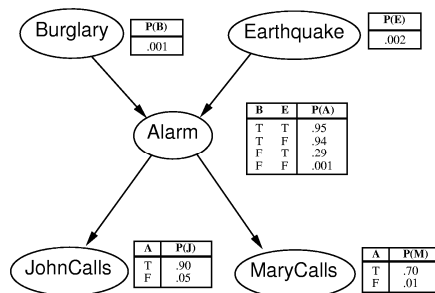 Burglary
P(B)
.001
Earthquake
P(E)
.002
Alarm
B E P(A)
T T .95
T F .94
F T .29
F F .001
JohnCalls
A P(J)
T .90
F .05
MaryCalls
A P(M)
T .70
F .01